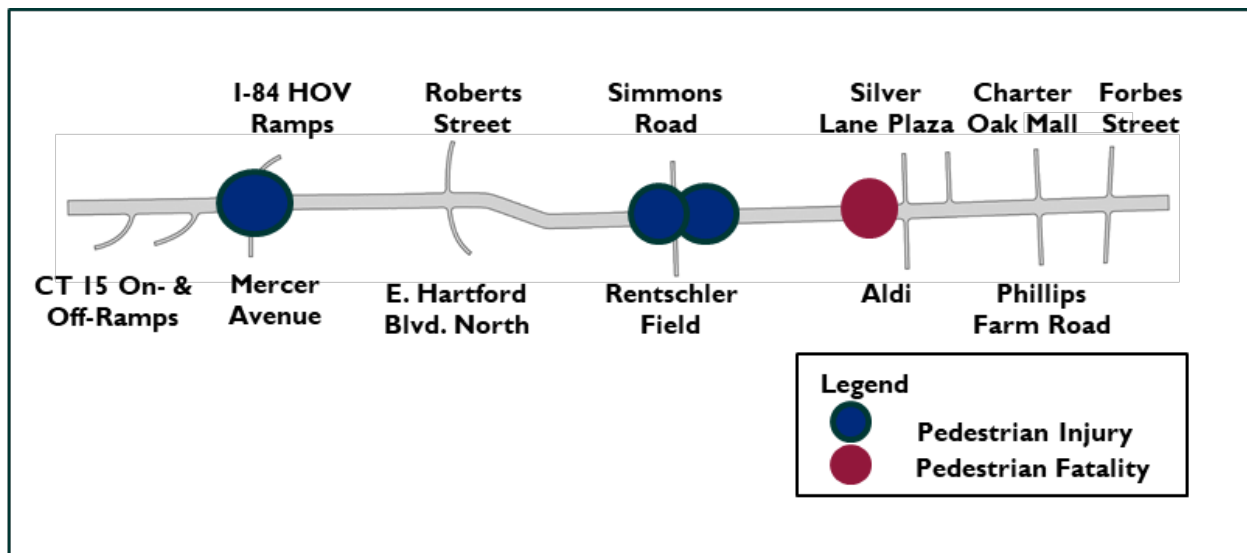 I-84 HOV
Ramps
Roberts
Street
Simmons
Road
Silver
Lane Plaza
Charter
Oak Mall
Forbes
Street
CT 15 On- &
Off-Ramps
Mercer
Avenue
E. Hartford
Blvd. North
Rentschler
Field
Aldi
Phillips
Farm Road
Legend
Pedestrian Injury
Pedestrian Fatality